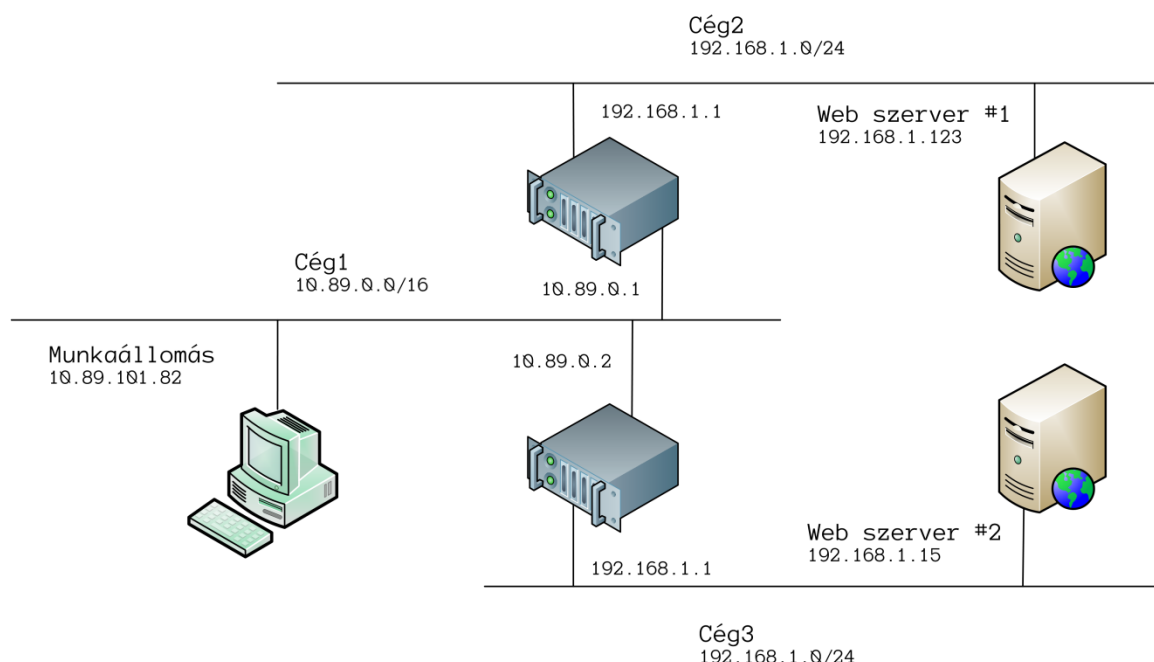 Cég2
192.168.1.0/24
192.168.1.1
Web szerver #1
192.168.1.123
Cég1
10.89.0.0/16
10.89.0.1
Munkaállomás
10.89.101.82
10.89.0.2
Web szerver #2
192.168.1.15
192.168.1.1
Cég3
192.168.1.0/24